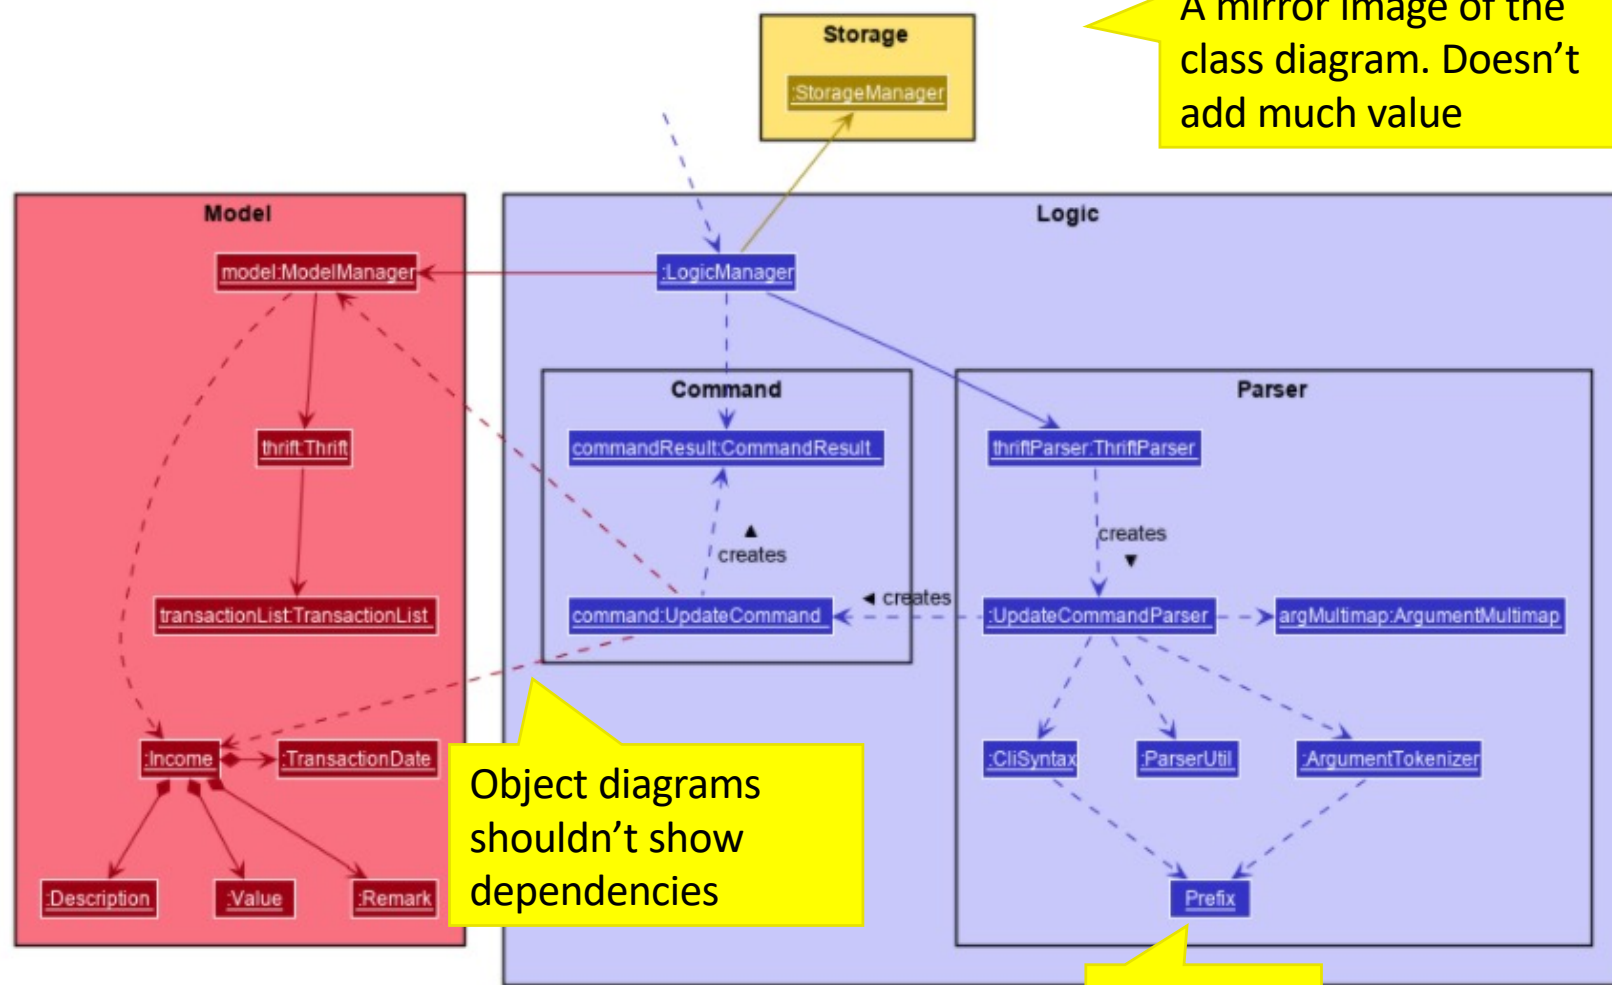 A mirror image of the
class diagram. Doesn’t
add much value
Storage
:StorageManager
Model
Logic
model:ModelManager
:LogicManager
Command
Parser
thrift:Thrift
commandResult:CommandResult
thriftParser:ThriftParser
▲
creates
creates
▼
transactionList:TransactionList
command:UpdateCommand
◄ creates
:UpdateCommandParser
argMultimap:ArgumentMultimap
:Income
:TransactionDate
:CliSyntax
:ParserUtil
:ArgumentTokenizer
Object diagrams
shouldn’t show
dependencies
:Description
:Value
:Remark
Prefix